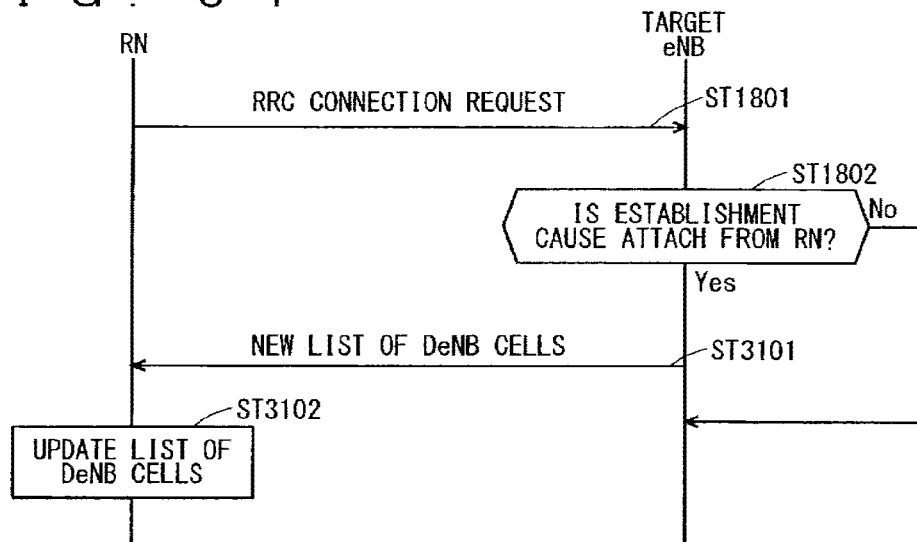 RN
TARGET
eNB
RRC CONNECTION REQUEST
ST1801
ST1802
IS ESTABLISHMENT
CAUSE ATTACH FROM RN?
No
Yes
NEW LIST OF DeNB CELLS
ST3101
ST3102
UPDATE LIST OF
DeNB CELLS